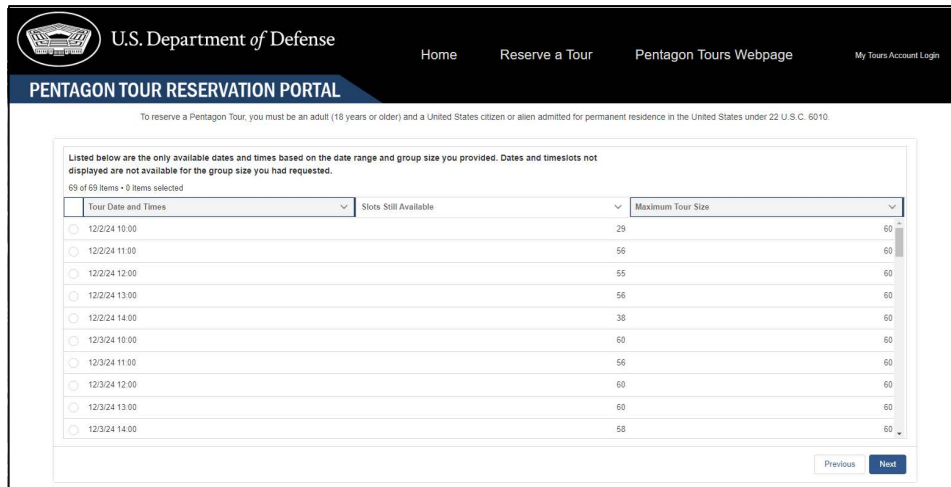 U.S. Department of Defense
Home Reserve a Tour Pentagon Tours Webpage My Tours Account Login
PENTAGON TOUR RESERVATION PORTAL
To reserve a Pentagon Tour, you must be an adult (18 years or older) and a United States citizen or alien admitted for permanent residence in the United States under 22 U.S.C. 6010.
Listed below are the only available dates and times based on the date range and group size you provided. Dates and timeslots not
displayed are not available for the group size you had requested.
69 of 69 items • 0 items selected
Tour Date and Times Slots Still Available Maximum Tour Size
12/2/24 10:00 29 60
12/2/24 11:00 56 60
12/2/24 12:00 55 60
12/2/24 13:00 56 60
12/2/24 14:00 38 60
12/3/24 10:00 60 60
12/3/24 11:00 56 60
12/3/24 12:00 60 60
12/3/24 13:00 60 60
12/3/24 14:00 58 60
Previous Next